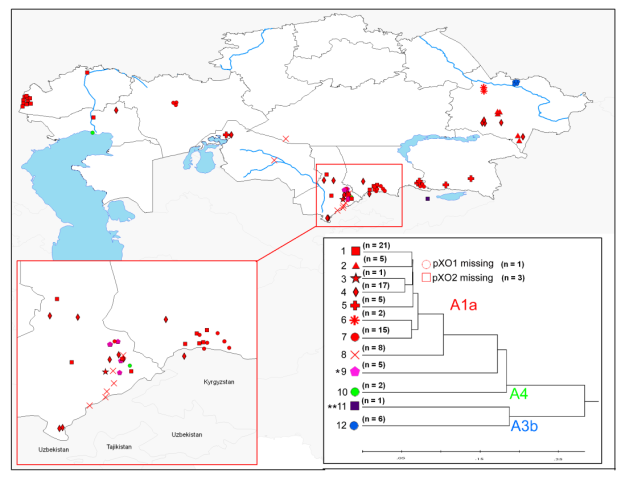 1 (n = 21)
2 (n = 5)
3 (n = 1)
4 (n = 17)
5 (n = 5)
6 (n = 2)
7 (n = 15)
8 (n = 8)
*9 (n = 5)
10 (n = 2)
**11 (n = 1)
12 (n = 6)
pXO1 missing (n = 1)
pXO2 missing (n = 3)
A1a
A4
A3b
Kyrgyzstan
Uzbekistan
Tajikistan
Uzbekistan